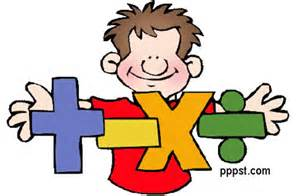 + - x ÷
pppst.com